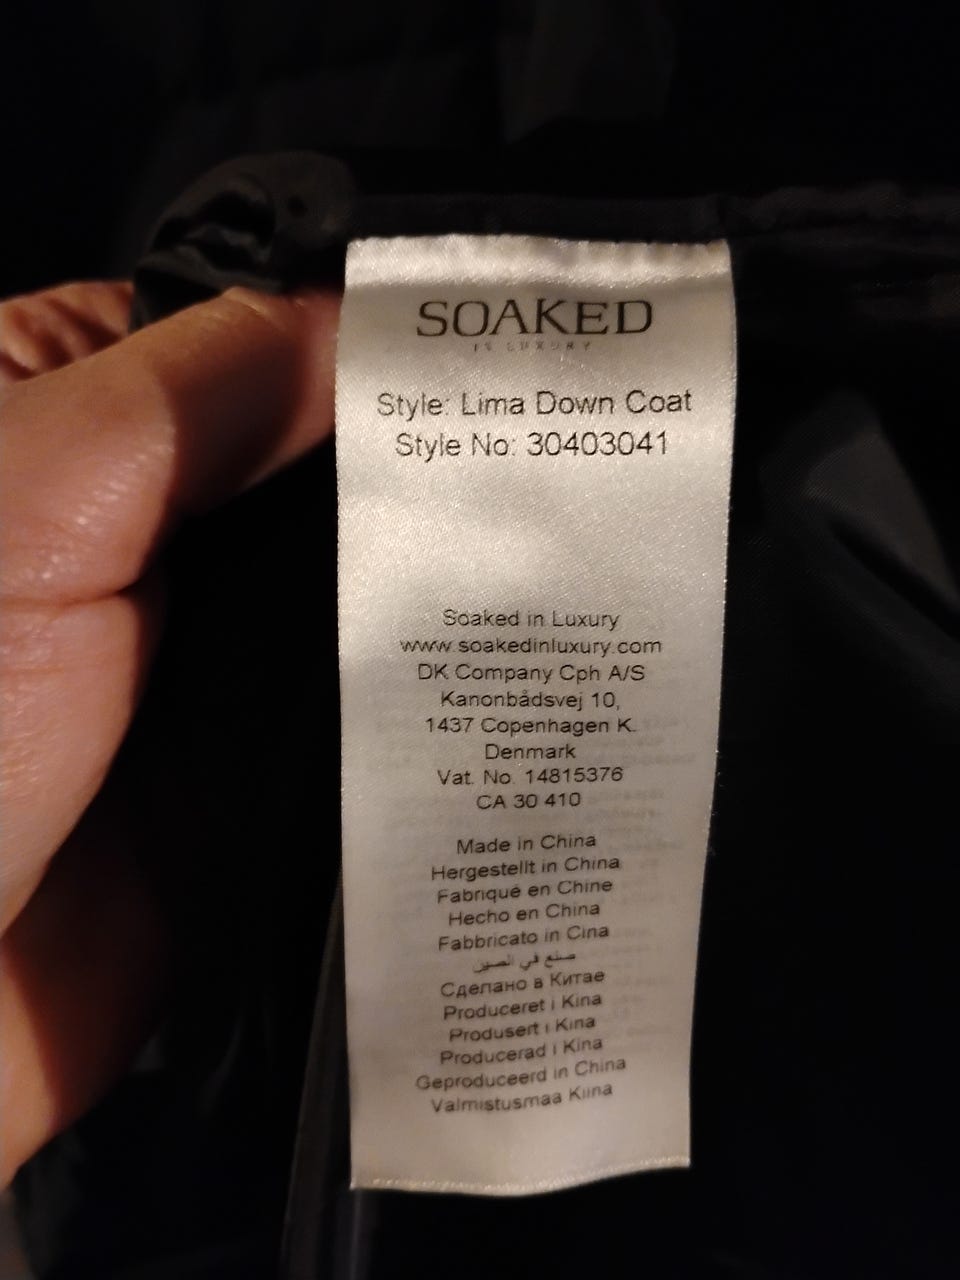 SOAKED
IN LUXURY
Style: Lima Down Coat
Style No: 30403041
Soaked in Luxury
www.soakedinluxury.com
DK Company Cph A/S
Kanonbådsvej 10,
1437 Copenhagen K.
Denmark
Vat. No. 14815376
CA 30 410
Made in China
Hergestellt in China
Fabriqué en Chine
Hecho en China
Fabbricato in Cina
صنع في الصين
Сделано в Китае
Produceret i Kina
Produsert i Kina
Producerad i Kina
Geproduceerd in China
Valmistusmaa Kiina